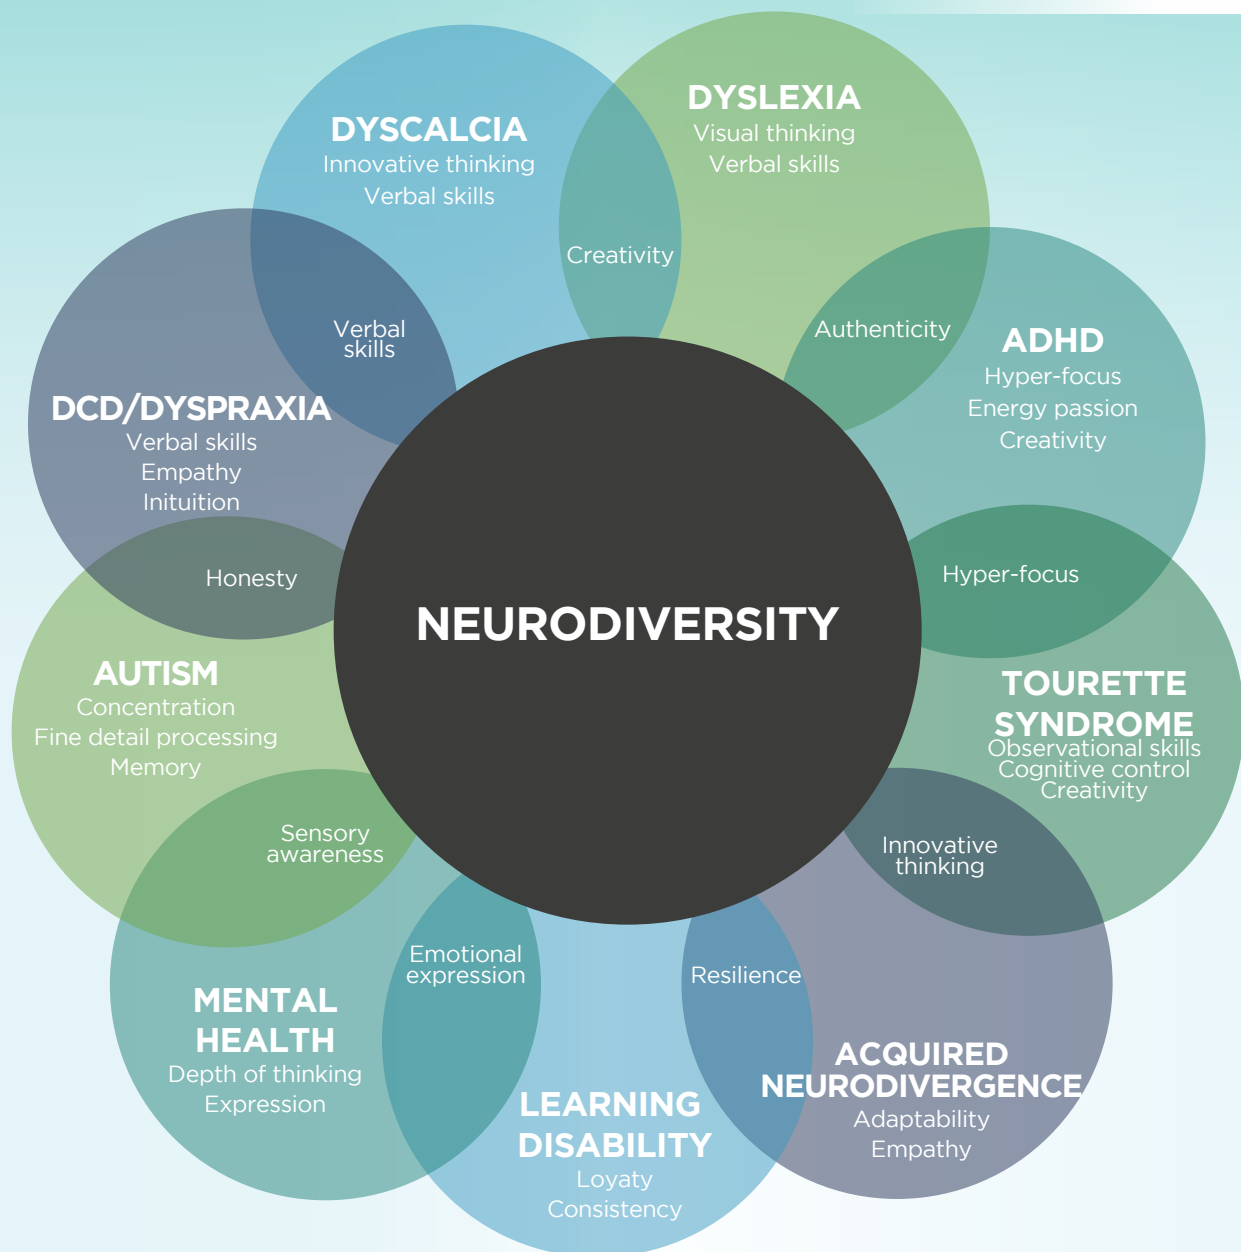 DYSLEXIA
Visual thinking
Verbal skills
DYSCALCIA
Innovative thinking
Verbal skills
Creativity
Verbal
skills
Authenticity
ADHD
Hyper-focus
Energy passion
Creativity
DCD/DYSPRAXIA
Verbal skills
Empathy
Inituition
Honesty
Hyper-focus
NEURODIVERSITY
AUTISM
Concentration
Fine detail processing
Memory
TOURETTE
SYNDROME
Observational skills
Cognitive control
Creativity
Sensory
awareness
Innovative
thinking
Emotional
expression
Resilience
MENTAL
HEALTH
Depth of thinking
Expression
ACQUIRED
NEURODIVERGENCE
Adaptability
Empathy
LEARNING
DISABILITY
Loyaty
Consistency